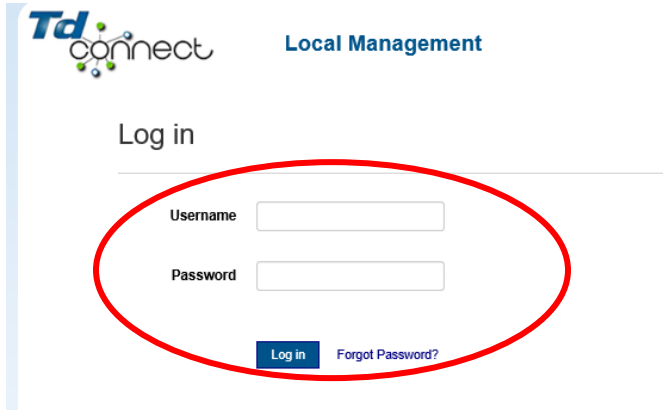 Td connect
Local Management
Log in
Username
Password
Log in Forgot Password?